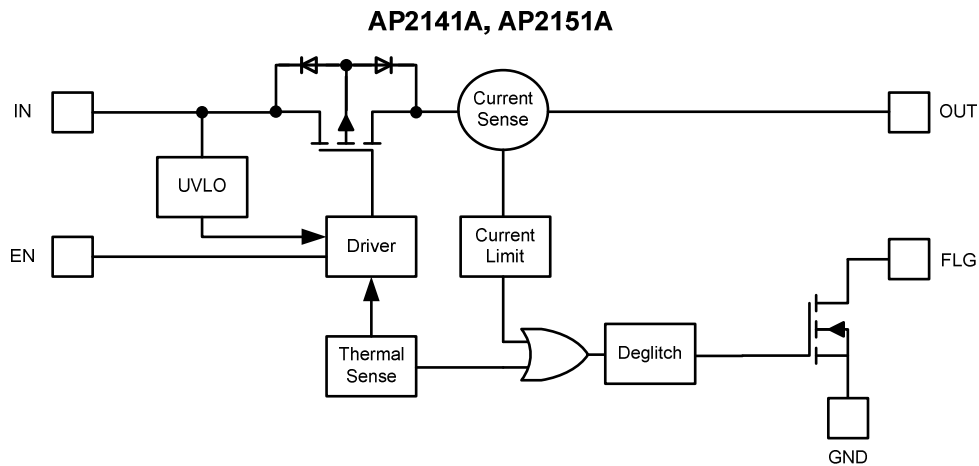 AP2141A, AP2151A
IN
Current
Sense
OUT
UVLO
EN
Driver
Current
Limit
FLG
Thermal
Sense
Deglitch
GND